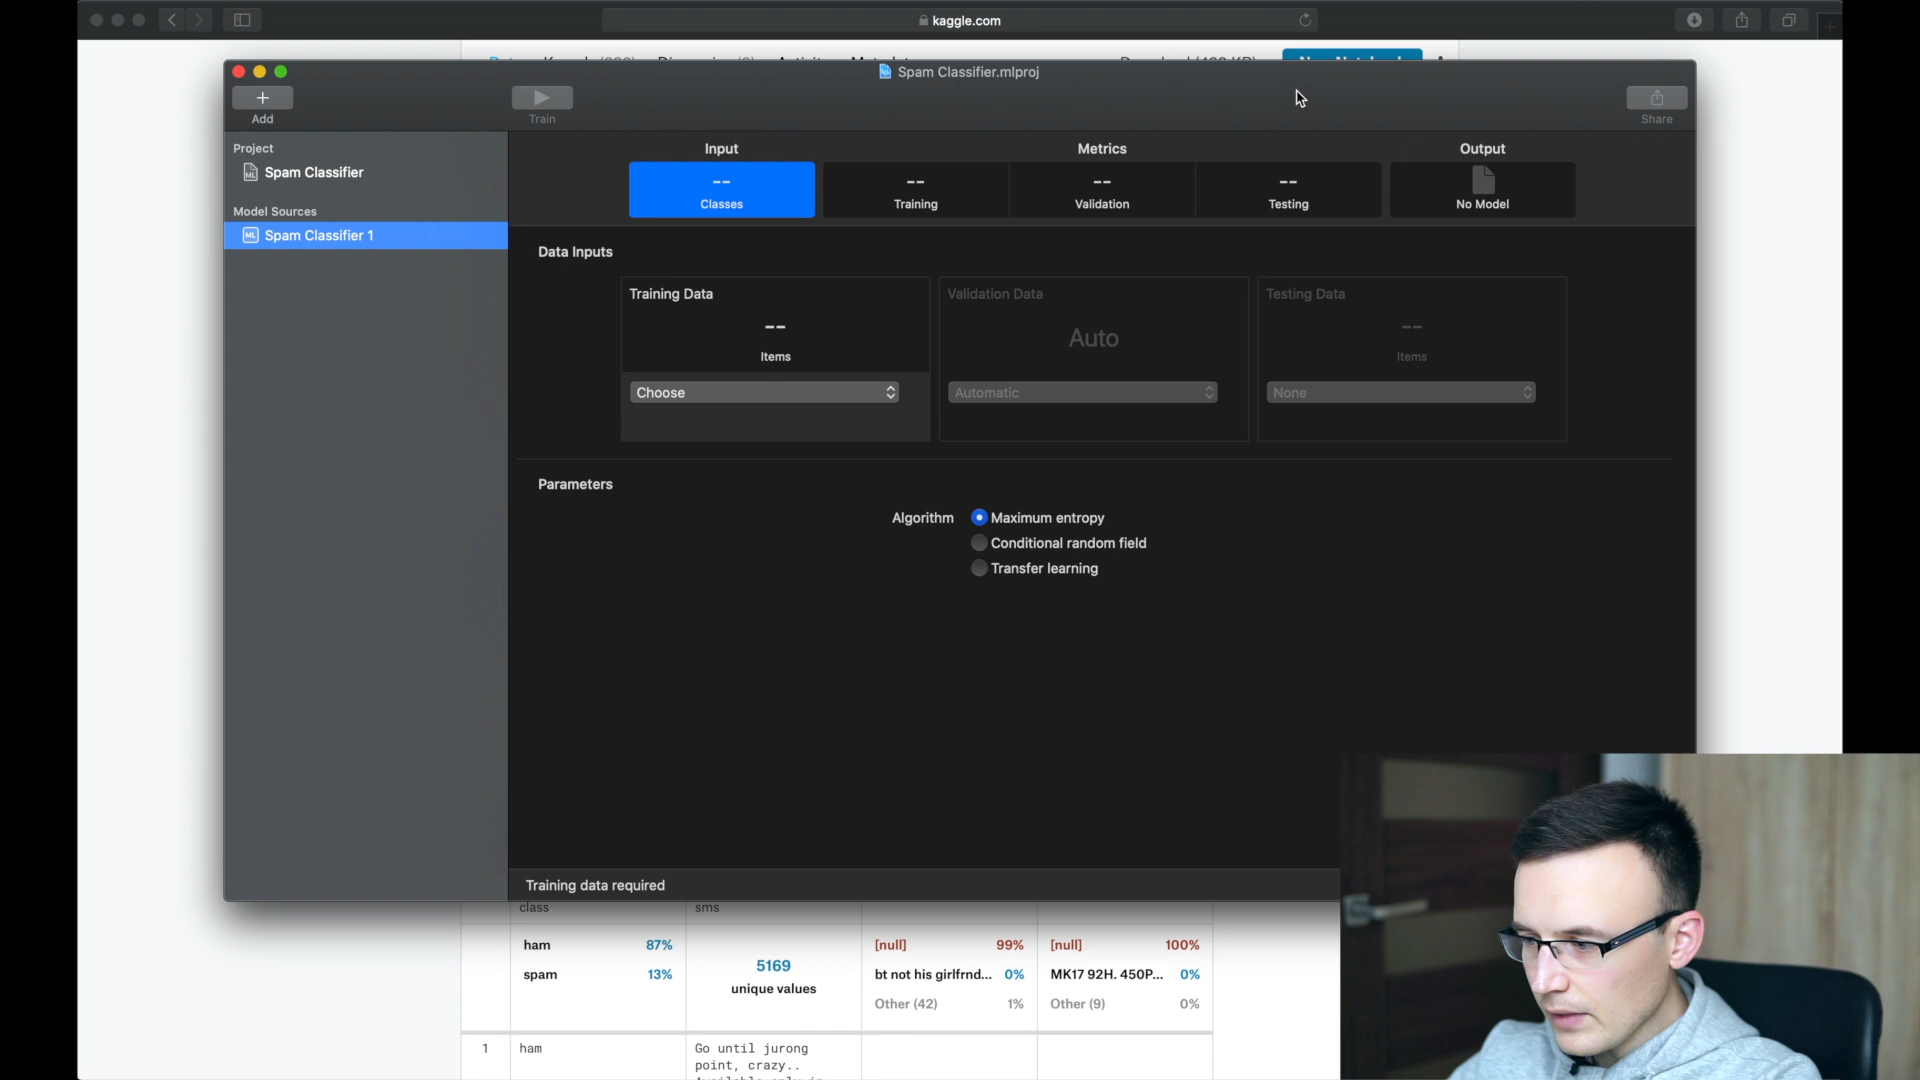 kaggle.com
Spam Classifier.mlproj
Add
Train
Share
Project
Spam Classifier
Model Sources
Spam Classifier 1
Input
Metrics
Output
--
Classes
--
Training
--
Validation
--
Testing
No Model
Data Inputs
Training Data
--
Items
Choose
Validation Data
Auto
Automatic
Testing Data
--
Items
None
Parameters
Algorithm
Maximum entropy
Conditional random field
Transfer learning
Training data required
class
sms
ham 87%
spam 13%
5169
unique values
[null] 99%
bt not his girlfrnd... 0%
Other (42) 1%
[null] 100%
MK17 92H. 450P... 0%
Other (9) 0%
1
ham
Go until jurong
point, crazy..